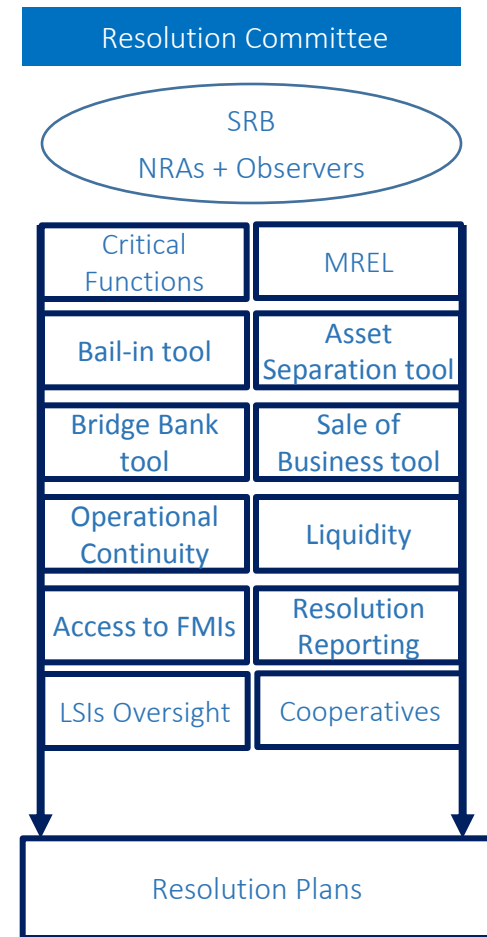 Resolution Committee
SRB
NRAs + Observers
Critical
Functions
MREL
Bail-in tool
Asset
Separation tool
Bridge Bank
tool
Sale of
Business tool
Operational
Continuity
Liquidity
Access to FMIs
Resolution
Reporting
LSIs Oversight
Cooperatives
Resolution Plans